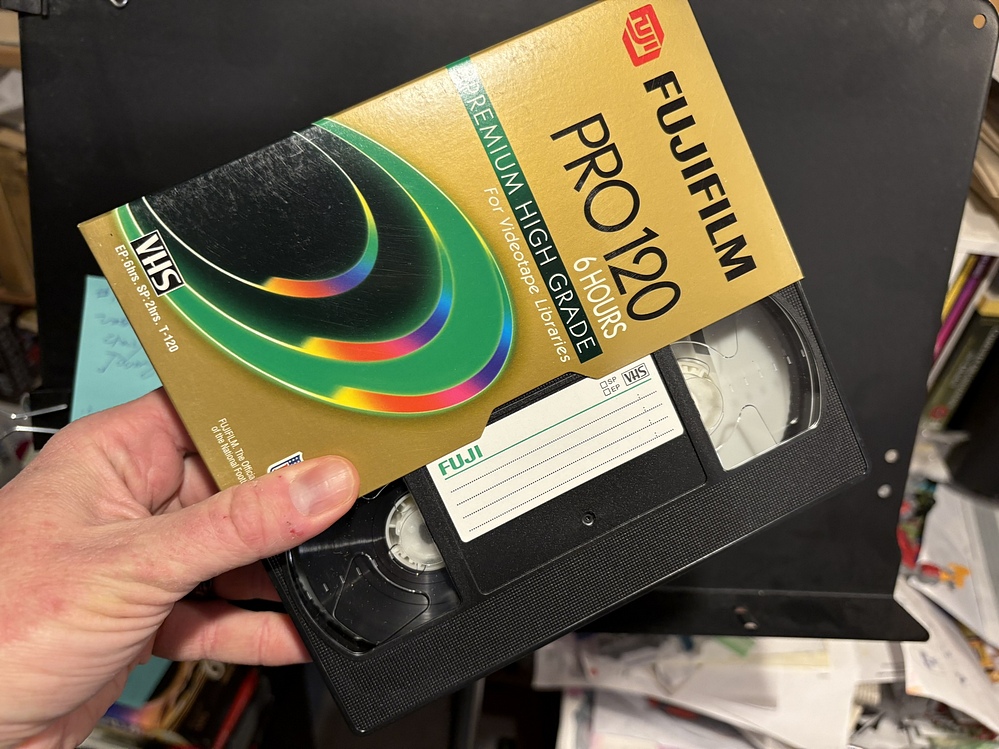 FUJI
FUJIFILM
PRO 120
6 HOURS
PREMIUM HIGH GRADE
For Videotape Libraries
VHS
EP:6hrs. SP:2hrs. T-120
FUJIFILM. The Official
of the National Foot
SP
EP
VHS
FUJI